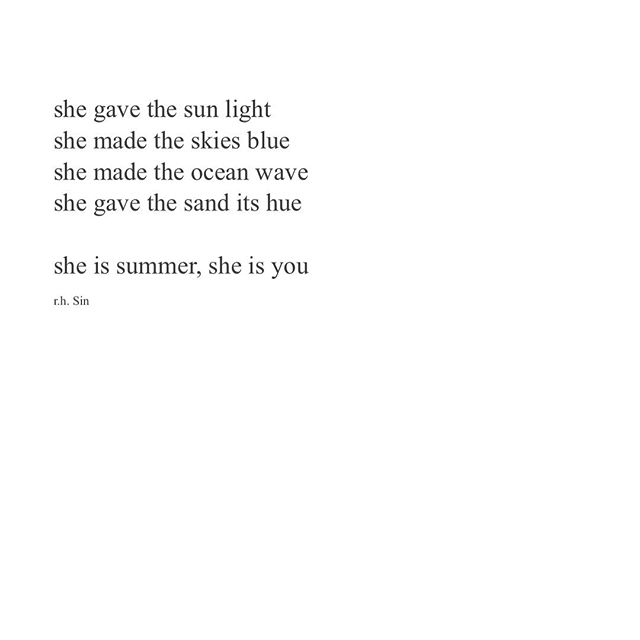 she gave the sun light
she made the skies blue
she made the ocean wave
she gave the sand its hue
she is summer, she is you
r.h. Sin